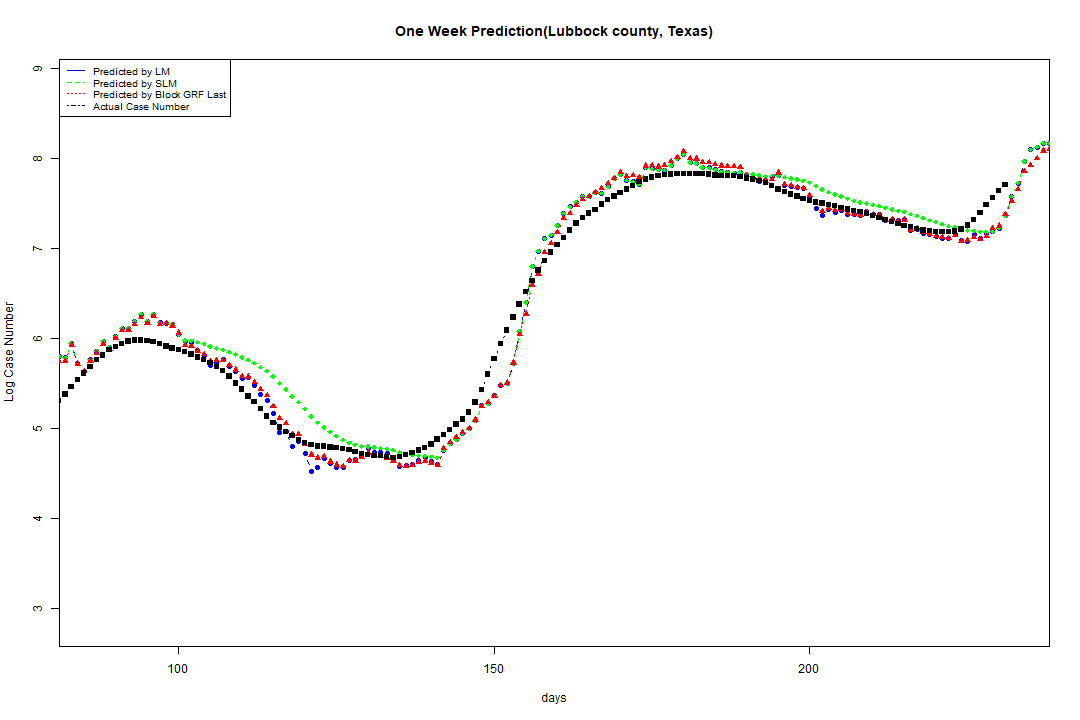 One Week Prediction(Lubbock county, Texas)
Predicted by LM
Predicted by SLM
Predicted by Block GRF Last
Actual Case Number
9
8
7
6
5
4
3
Log Case Number
100 150 200
days